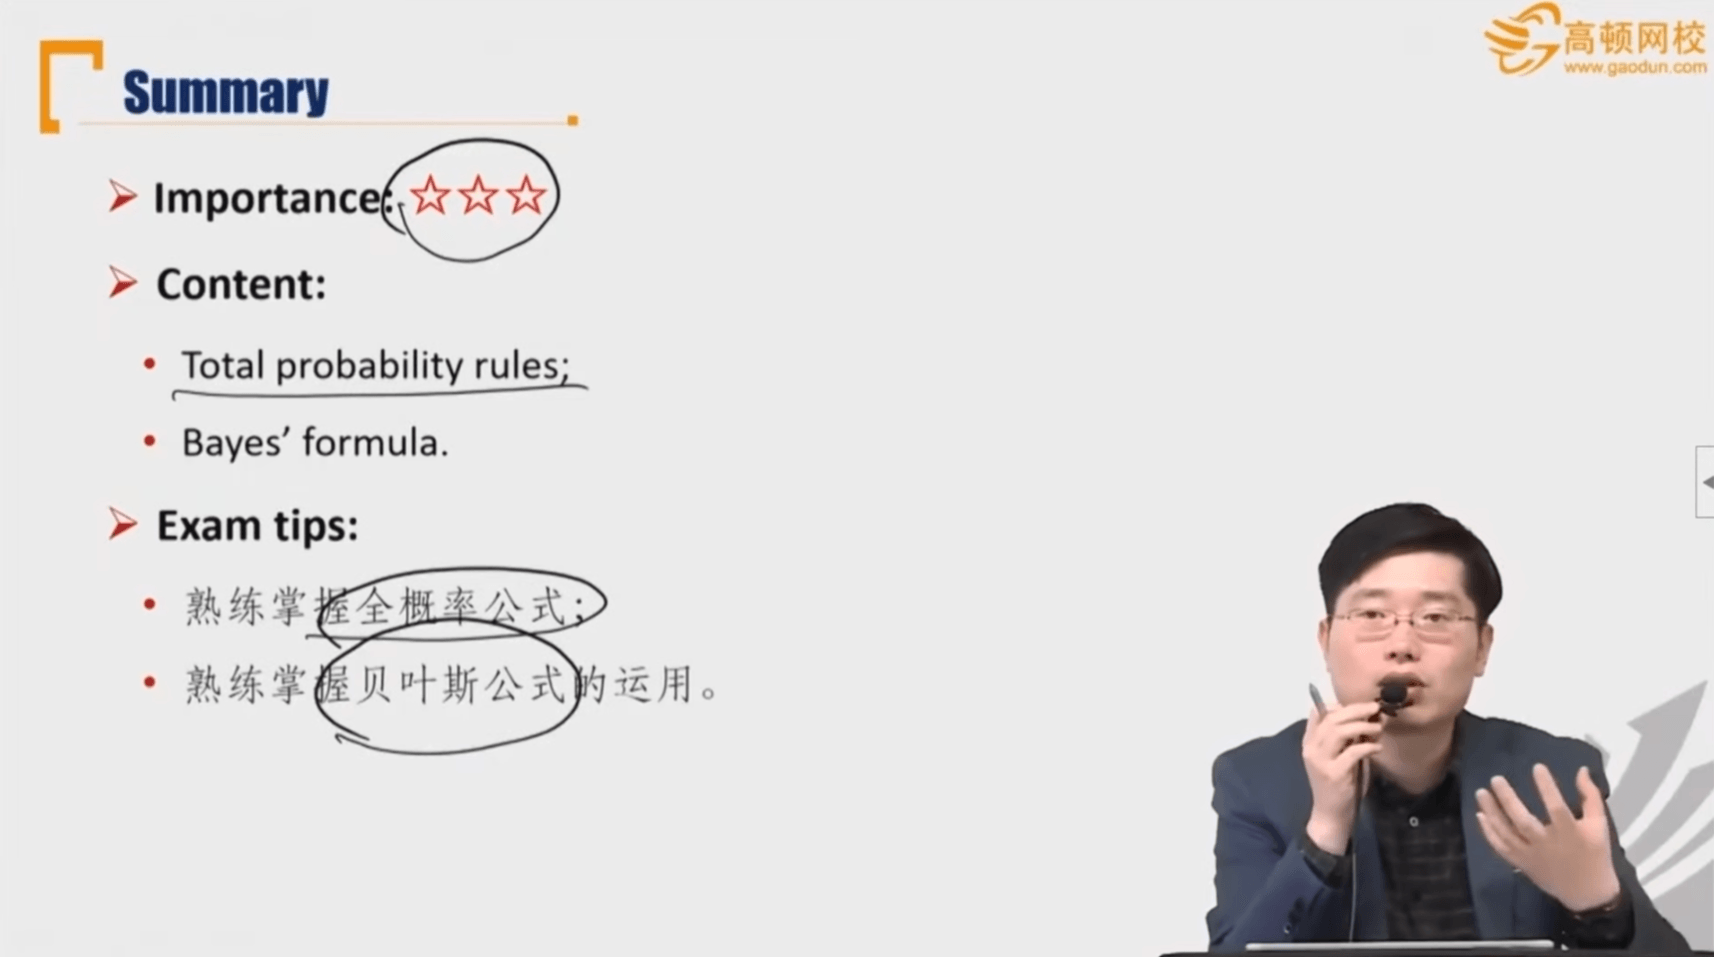 高顿网校
www.gaodun.com
Summary
Importance: ☆☆☆
Content:
Total probability rules;
Bayes’ formula.
Exam tips:
熟练掌握全概率公式;
熟练掌握贝叶斯公式的运用。